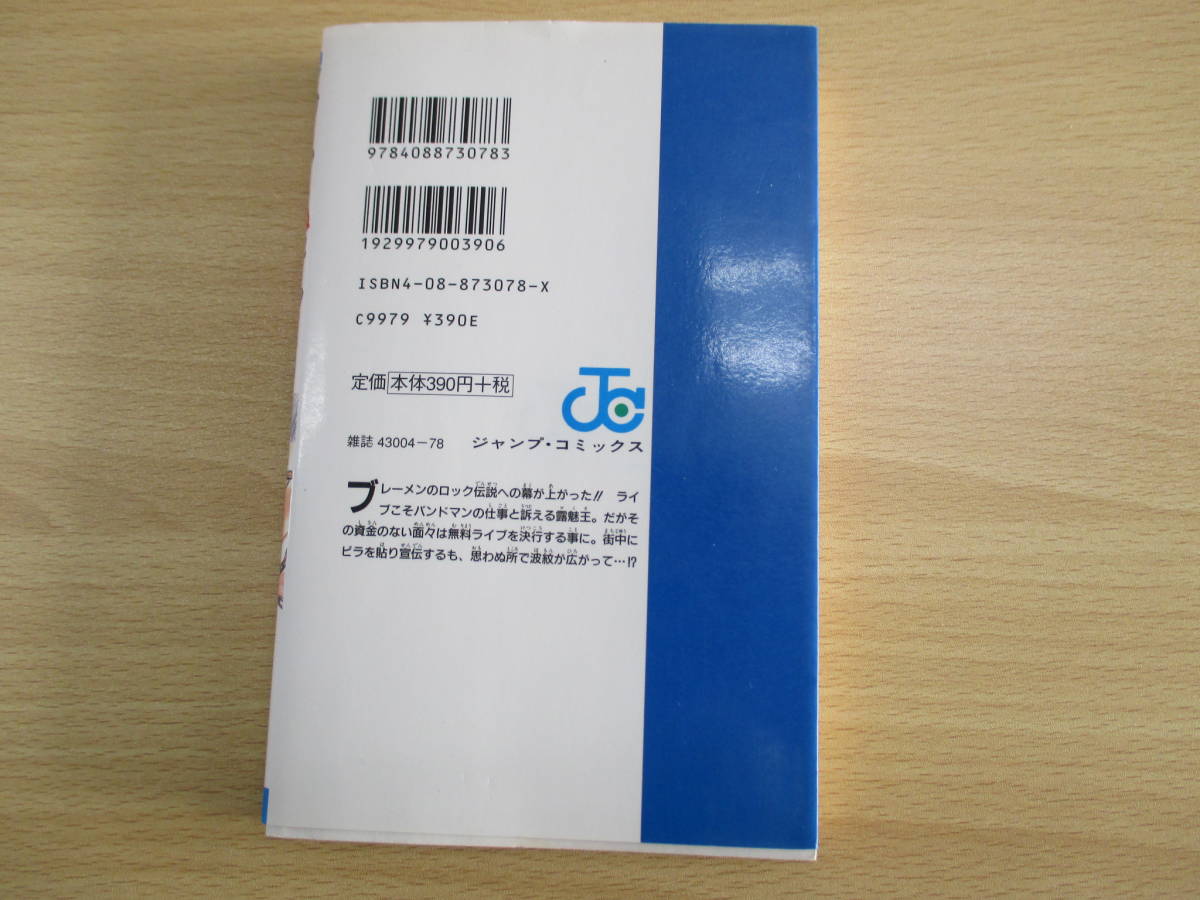 9784088730783
1929979003906
ISBN4-08-873078-X
C9979 ¥390E
定価 本体390円+税
JC
雑誌 43004-78 ジャンプ・コミックス
ブレーメンのロック伝説への幕が上がった!! ライ
ブこそバンドマンの仕事と訴える露魅王。だがそ
の資金のない面々は無料ライブを決行する事に。街中に
ビラを貼り宣伝するも、思わぬ所で波紋が広がって…!?